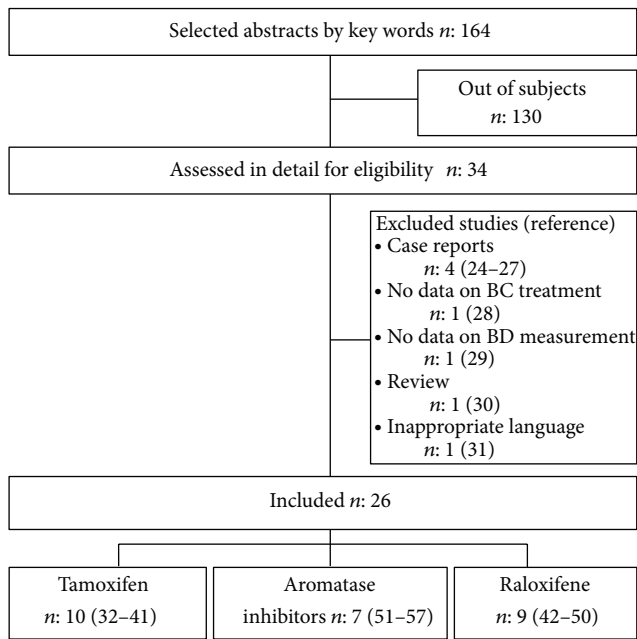 Selected abstracts by key words n: 164
Out of subjects
n: 130
Assessed in detail for eligibility n: 34
Excluded studies (reference)
• Case reports
n: 4 (24–27)
• No data on BC treatment
n: 1 (28)
• No data on BD measurement
n: 1 (29)
• Review
n: 1 (30)
• Inappropriate language
n: 1 (31)
Included n: 26
Tamoxifen
n: 10 (32–41)
Aromatase
inhibitors n: 7 (51–57)
Raloxifene
n: 9 (42–50)